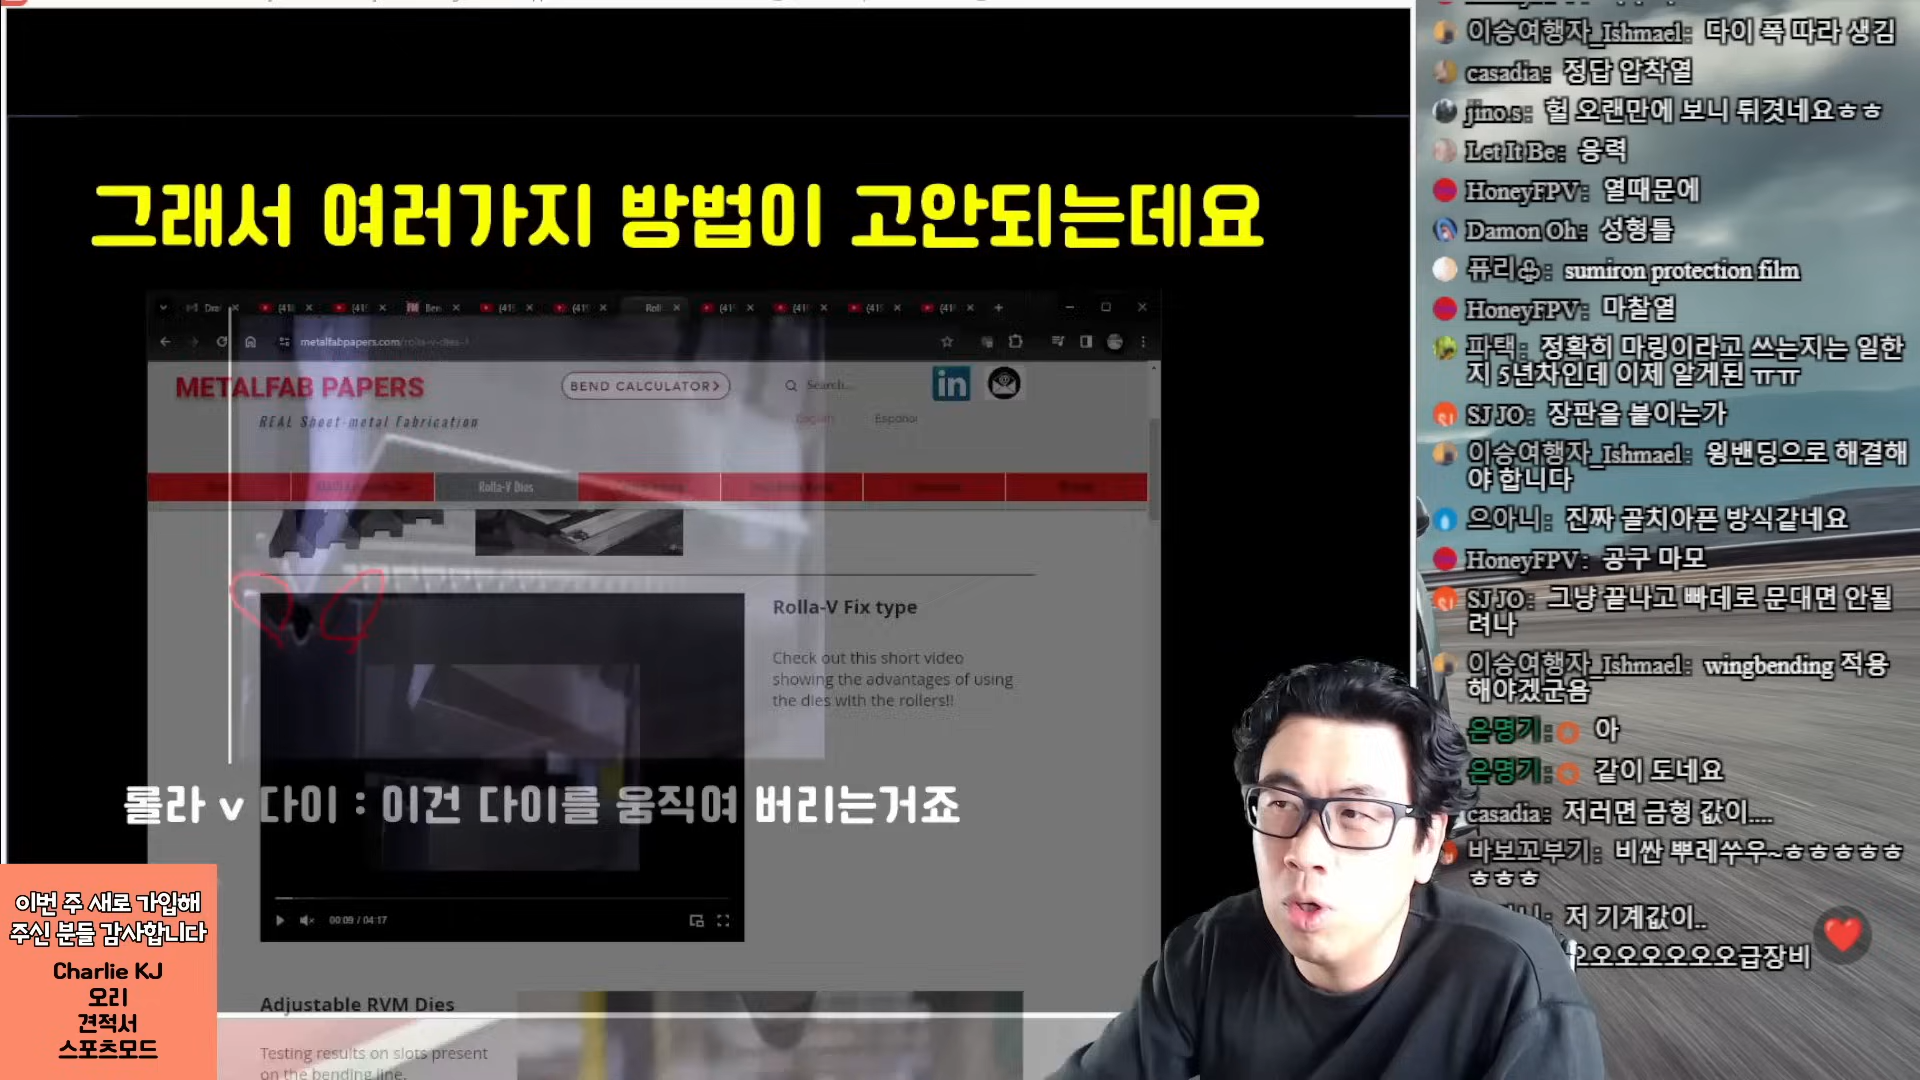 그래서 여러가지 방법이 고안되는데요
metalfabpapers.com/rolla-v-dies-1
METALFAB PAPERS
BEND CALCULATOR
Search...
REAL Sheet-metal Fabrication
English
Español
Rolla-V Dies
Rolla-V Fix type
Check out this short video
showing the advantages of using
the dies with the rollers!!
롤라 v 다이 : 이건 다이를 움직여 버리는거죠
00:09 / 04:17
Adjustable RVM Dies
Testing results on slots present
on the bending line.
이번 주 새로 가입해
주신 분들 감사합니다
Charlie KJ
오리
견적서
스포츠모드
이승여행자_Ishmael: 다이 폭 따라 생김
casadia: 정답 압착열
jino.s: 헐 오랜만에 보니 튀겻네요ㅎㅎ
Let It Be: 응력
HoneyFPV: 열때문에
Damon Oh: 성형틀
퓨리♧: sumiron protection film
HoneyFPV: 마찰열
파택: 정확히 마링이라고 쓰는지는 일한
지 5년차인데 이제 알게된 ㅠㅠ
SJ JO: 장판을 붙이는가
이승여행자_Ishmael: 윙밴딩으로 해결해
야 합니다
으아니: 진짜 골치아픈 방식같네요
HoneyFPV: 공구 마모
SJ JO: 그냥 끝나고 빠데로 문대면 안될
려나
이승여행자_Ishmael: wingbending 적용
해야겠군욤
은명기: 아
은명기: 같이 도네요
casadia: 저러면 금형 값이....
바보꼬부기: 비싼 뿌레쑤우~ㅎㅎㅎㅎㅎ
ㅎㅎㅎ
저 기계값이..
오오오오오오오급장비